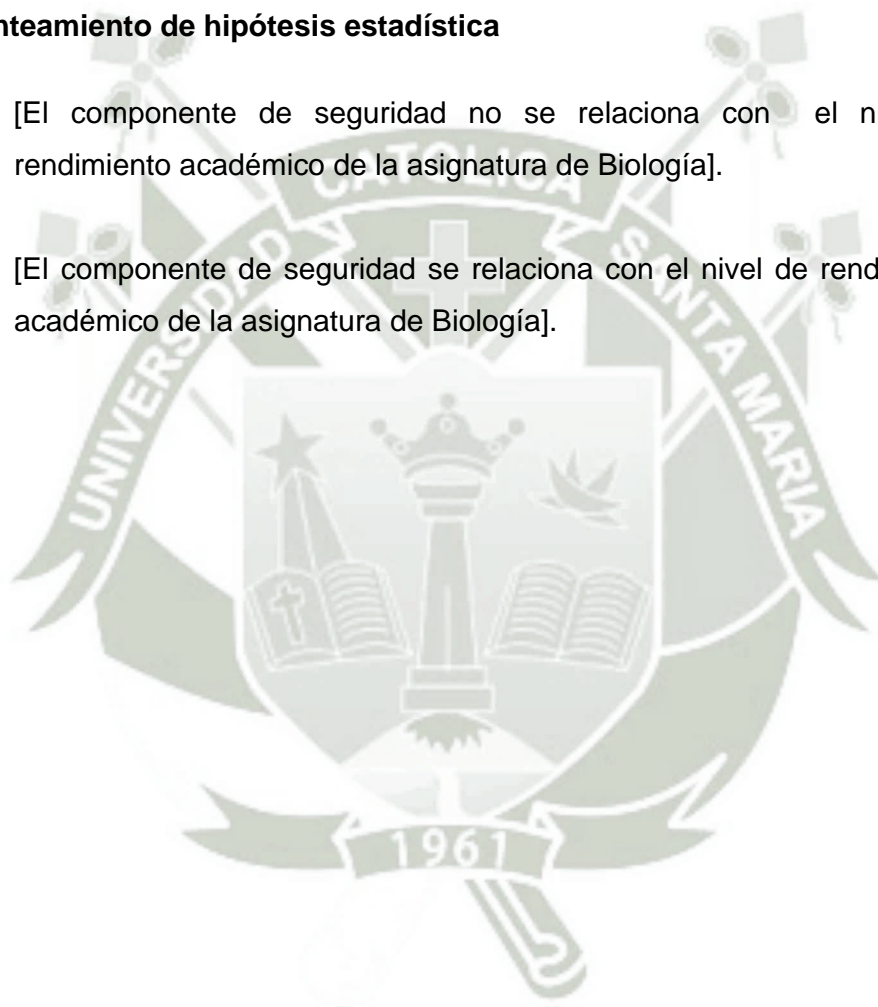 nteamiento de hipótesis estadística
[El componente de seguridad no se relaciona con el n
rendimiento académico de la asignatura de Biología].
[El componente de seguridad se relaciona con el nivel de rend
académico de la asignatura de Biología].
UNIVERSIDAD CATOLICA SANTA MARIA
1961